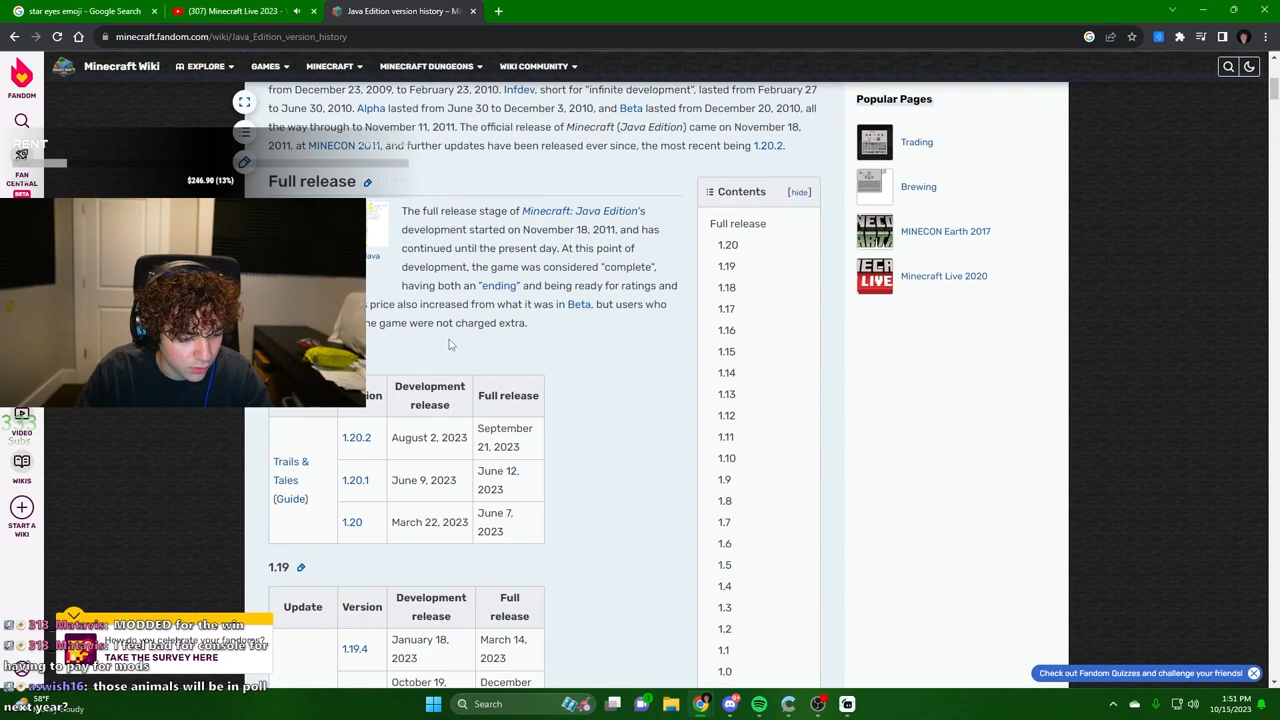 star eyes emoji - Google Search
(307) Minecraft Live 2023 -
Java Edition version history – Mi
minecraft.fandom.com/wiki/Java_Edition_version_history
FANDOM
Minecraft Wiki
EXPLORE
GAMES
MINECRAFT
MINECRAFT DUNGEONS
WIKI COMMUNITY
from December 23, 2009, to February 23, 2010. Infdev, short for "infinite development", lasted from February 27
to June 30, 2010. Alpha lasted from June 30 to December 3, 2010, and Beta lasted from December 20, 2010, all
the way through to November 11, 2011. The official release of Minecraft (Java Edition) came on November 18,
2011, at MINECON 2011, and further updates have been released ever since, the most recent being 1.20.2.
RENT
FAN
CENTRAL
BETA
$246.90 (13%)
Full release
The full release stage of Minecraft: Java Edition's
development started on November 18, 2011, and has
continued until the present day. At this point of
development, the game was considered "complete",
having both an "ending" and being ready for ratings and
price also increased from what it was in Beta, but users who
game were not charged extra.
Java
Development
release
Full release
Trails &
Tales
(Guide)
1.20.2
August 2, 2023
September
21, 2023
1.20.1
June 9, 2023
June 12,
2023
1.20
March 22, 2023
June 7,
2023
1.19
Update
Version
Development
release
Full
release
1.19.4
January 18,
2023
March 14,
2023
October 19,
December
Contents
[hide]
Full release
1.20
1.19
1.18
1.17
1.16
1.15
1.14
1.13
1.12
1.11
1.10
1.9
1.8
1.7
1.6
1.5
1.4
1.3
1.2
1.1
1.0
Popular Pages
Trading
Brewing
MINECON Earth 2017
Minecraft Live 2020
333
VIDEO
Subs
WIKIS
START A
WIKI
313_Matavis: MODDED for the win
How do you celebrate your fandoms?
313_Matavis: I feel bad for console for
having to pay for mods
TAKE THE SURVEY HERE
aswish16: those animals will be in poll
next year?
Check out Fandom Quizzes and challenge your friends!
58°F
Search
1:51 PM
10/15/2023